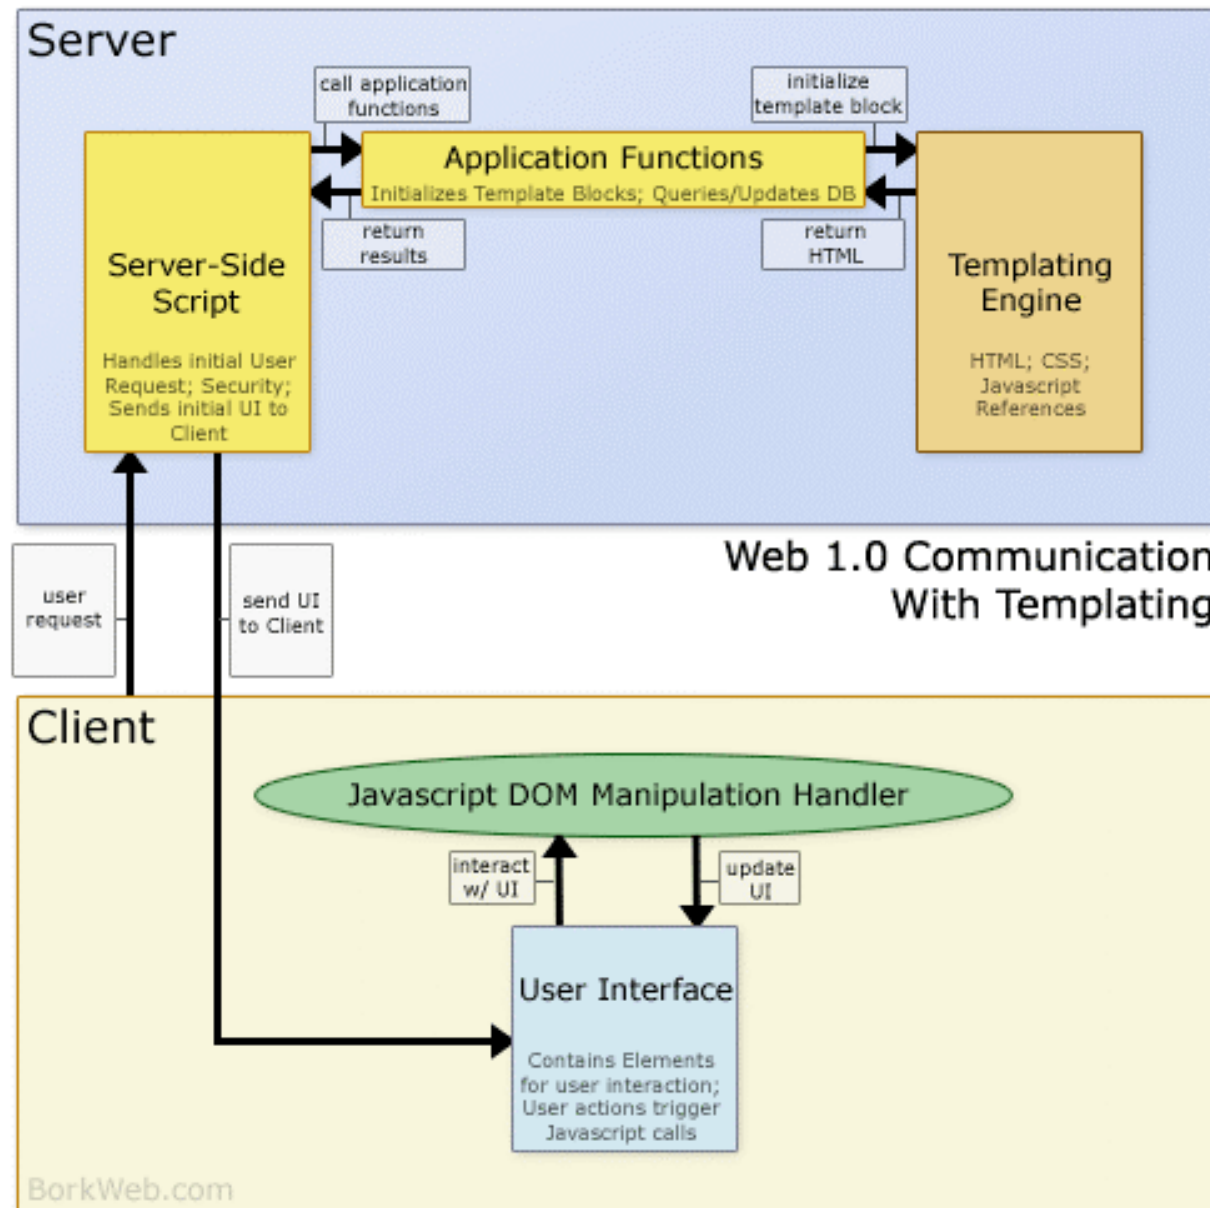 Server
call application
functions
initialize
template block
Application Functions
Initializes Template Blocks; Queries/Updates DB
return
results
return
HTML
Server-Side
Script
Handles initial User
Request; Security;
Sends initial UI to
Client
Templating
Engine
HTML; CSS;
Javascript
References
Web 1.0 Communication
With Templating
user
request
send UI
to Client
Client
Javascript DOM Manipulation Handler
interact
w/ UI
update
UI
User Interface
Contains Elements
for user interaction;
User actions trigger
Javascript calls
BorkWeb.com